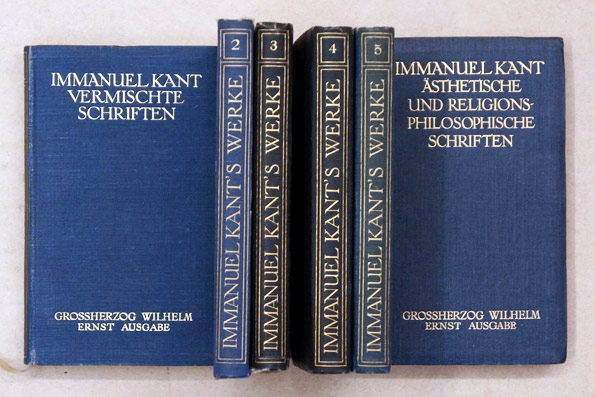 IMMANUEL KANT
VERMISCHTE
SCHRIFTEN
GROSSHERZOG WILHELM
ERNST AUSGABE
2
IMMANUEL KANT'S WERKE
3
IMMANUEL KANT'S WERKE
4
IMMANUEL KANT'S WERKE
5
IMMANUEL KANT'S WERKE
IMMANUEL KANT
ÄSTHETISCHE
UND RELIGIONS-
PHILOSOPHISCHE
SCHRIFTEN
GROSSHERZOG WILHELM
ERNST AUSGABE